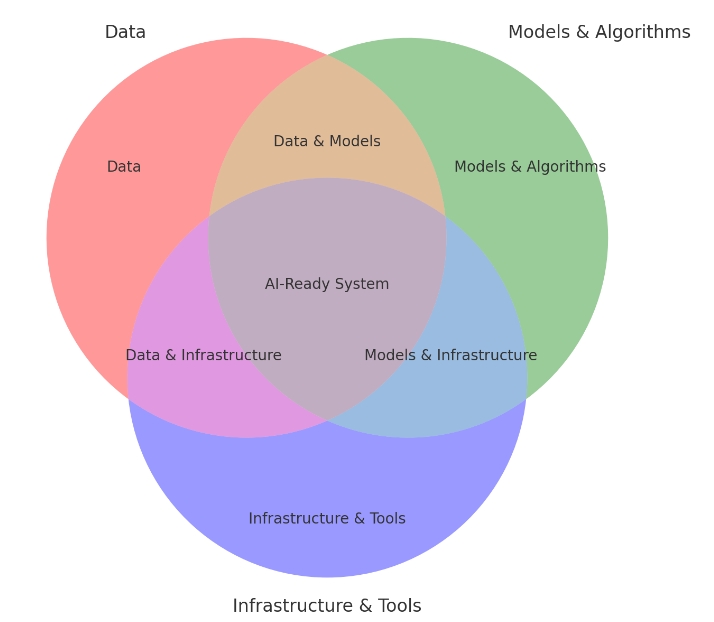 Data
Models & Algorithms
Data & Models
Data
Models & Algorithms
AI-Ready System
Data & Infrastructure
Models & Infrastructure
Infrastructure & Tools
Infrastructure & Tools